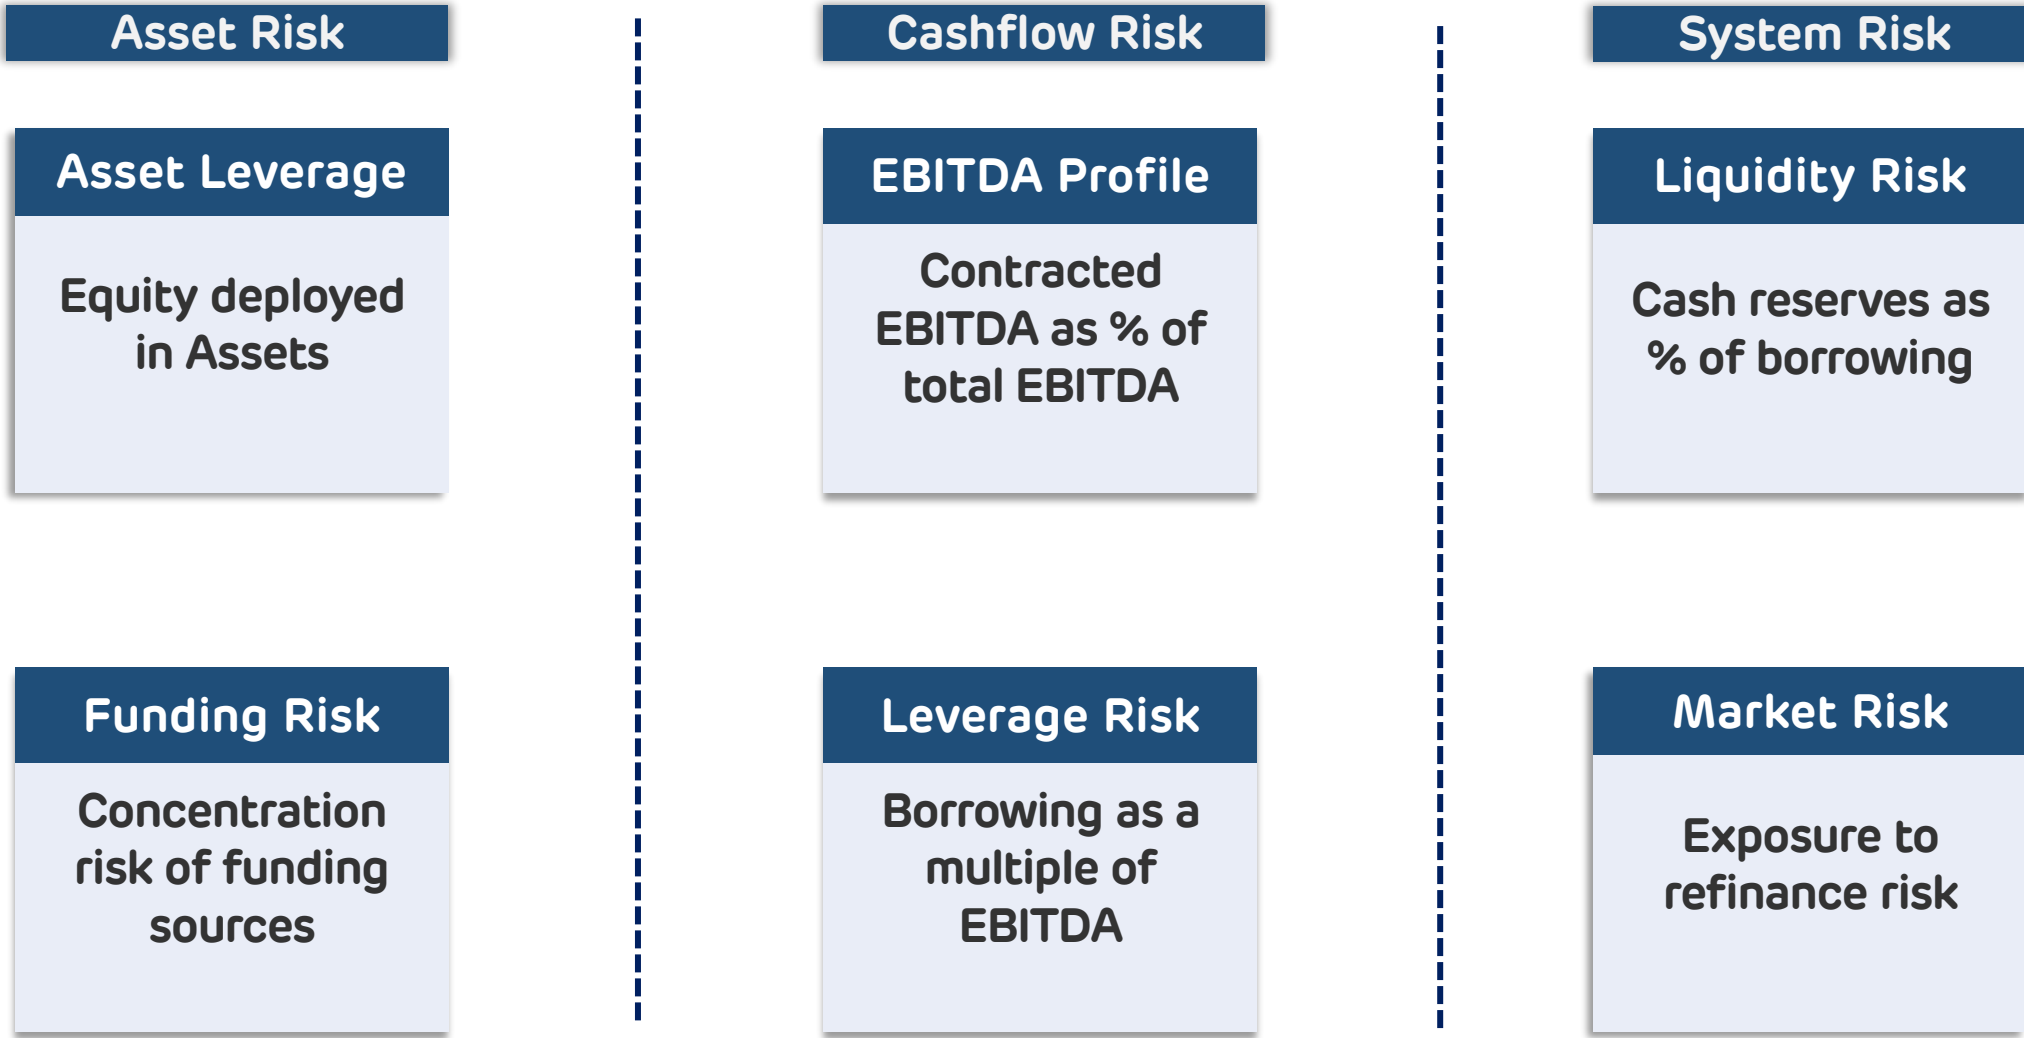 Asset Risk
Cashflow Risk
System Risk
Asset Leverage
Equity deployed
in Assets
EBITDA Profile
Contracted
EBITDA as % of
total EBITDA
Liquidity Risk
Cash reserves as
% of borrowing
Funding Risk
Concentration
risk of funding
sources
Leverage Risk
Borrowing as a
multiple of
EBITDA
Market Risk
Exposure to
refinance risk